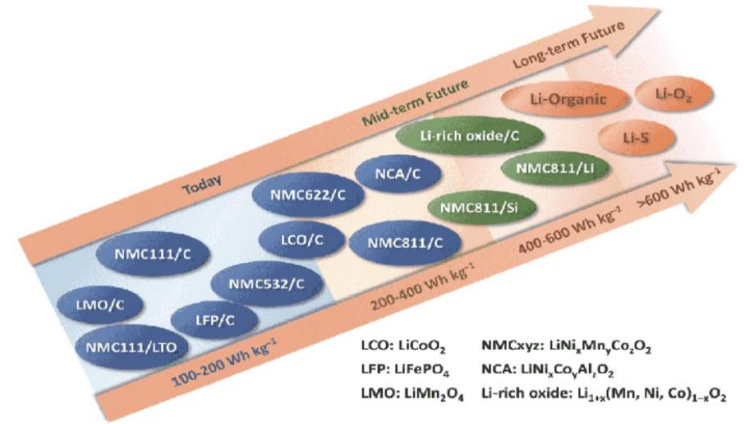 Long-term Future
Mid-term Future
Today
Li-Organic
Li-O₂
Li-rich oxide/C
Li-S
NCA/C
NMC811/Li
NMC622/C
NMC811/Si
LCO/C
NMC811/C
NMC111/C
NMC532/C
LMO/C
LFP/C
NMC111/LTO
100-200 Wh kg⁻¹
200-400 Wh kg⁻¹
400-600 Wh kg⁻¹
>600 Wh kg⁻¹
LCO: LiCoO₂ NMCxyz: LiNiₓMnᵧCo_zO₂
LFP: LiFePO₄ NCA: LiNiₓCoᵧAl_zO₂
LMO: LiMn₂O₄ Li-rich oxide: Li₁₊ₓ(Mn, Ni, Co)₁₋ₓO₂